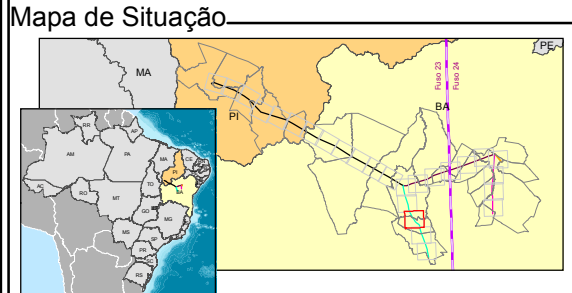 Mapa de Situação
PE
MA
Fuso 23
Fuso 24
BA
PI
RR
AP
AM
PA
MA
CE
PI
AC
RO
TO
BA
MT
GO
MG
MS
SP
PR
SC
RS